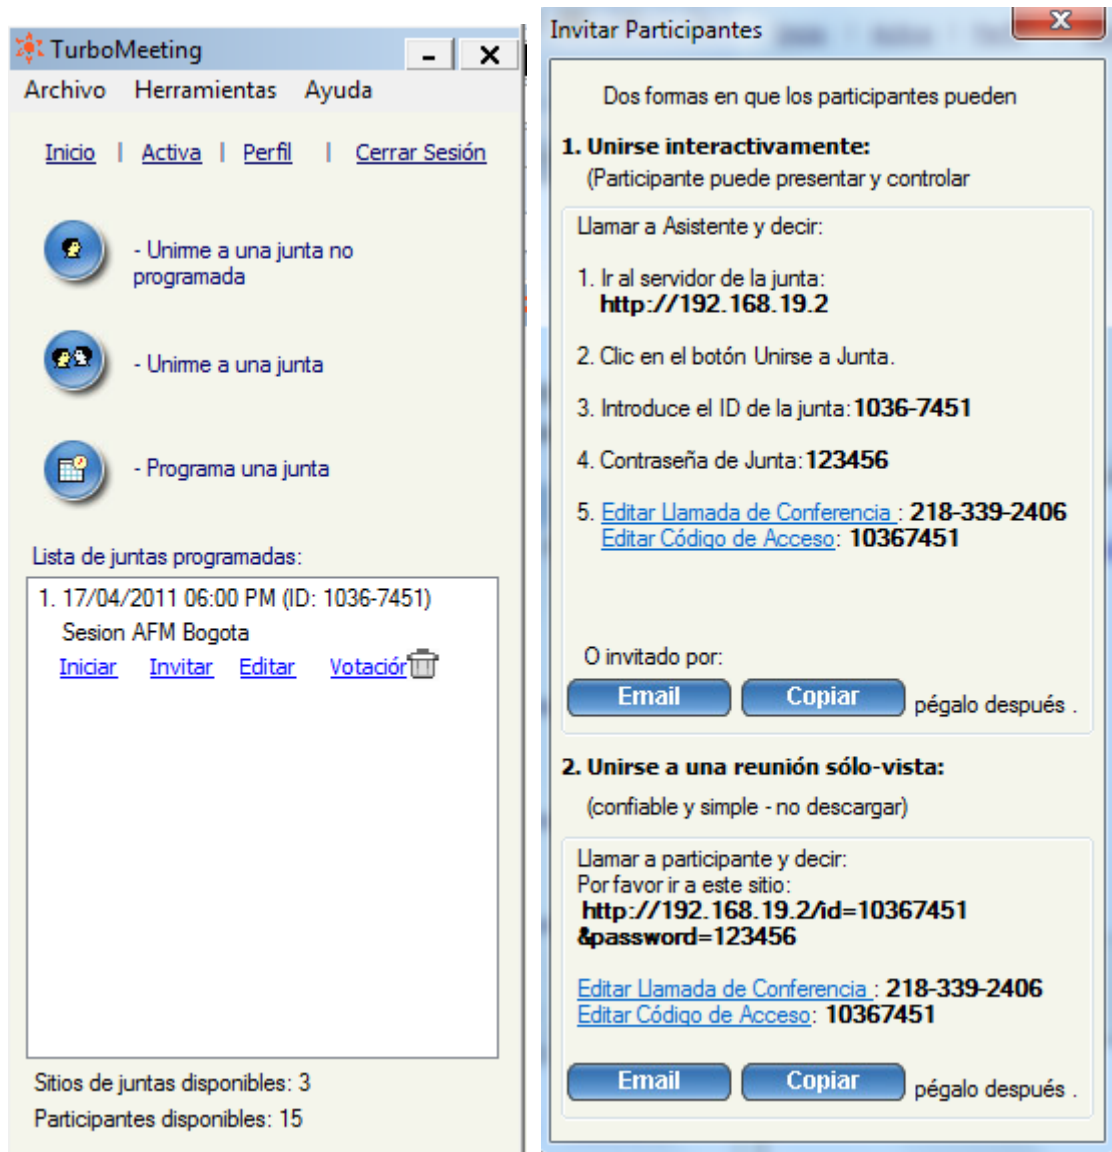 TurboMeeting
Archivo Herramientas Ayuda
Inicio | Activa | Perfil | Cerrar Sesión
- Unirme a una junta no
programada
- Unirme a una junta
- Programa una junta
Lista de juntas programadas:
1. 17/04/2011 06:00 PM (ID: 1036-7451)
Sesion AFM Bogota
Iniciar Invitar Editar Votación
Sitios de juntas disponibles: 3
Participantes disponibles: 15
Invitar Participantes
Dos formas en que los participantes pueden
1. Unirse interactivamente:
(Participante puede presentar y controlar
Llamar a Asistente y decir:
1. Ir al servidor de la junta:
http://192.168.19.2
2. Clic en el botón Unirse a Junta.
3. Introduce el ID de la junta: 1036-7451
4. Contraseña de Junta: 123456
5. Editar Llamada de Conferencia : 218-339-2406
Editar Código de Acceso: 10367451
O invitado por:
Email Copiar pégalo después .
2. Unirse a una reunión sólo-vista:
(confiable y simple - no descargar)
Llamar a participante y decir:
Por favor ir a este sitio:
http://192.168.19.2/id=10367451
&password=123456
Editar Llamada de Conferencia : 218-339-2406
Editar Código de Acceso: 10367451
Email Copiar pégalo después .